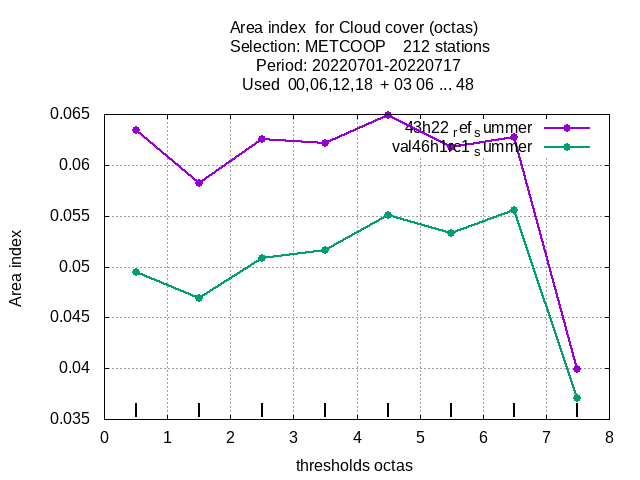 Area index  for Cloud cover (octas)
Selection: METCOOP    212 stations
Period: 20220701-20220717
Used  00,06,12,18  + 03 06 ... 48
0.065
0.06
0.055
0.05
0.045
0.04
0.035
Area index
43h22 ref summer
val46h1rc1 summer
0 1 2 3 4 5 6 7 8
thresholds octas